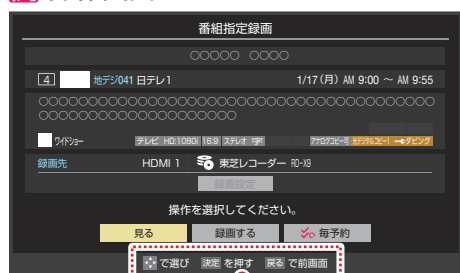 番組指定録画
○○○○○ ○○○○
4 地デジ041 日テレ1 1/17(月) AM 9:00 ～ AM 9:55
○○○○○○○○○○○○○○○○○○○○○○○○○○○○○○○○○○
○○○○○○○○○○○○○○○○○
ワイドショー テレビ HD:1080i 16:9 ステレオ 字 アナログコピー可 光デジタルコピー1 ダビング
録画先 HDMI 1 東芝レコーダー RD-X9
録画設定
操作を選択してください。
見る 録画する 毎予約
で選び 決定 を押す 戻る で前画面